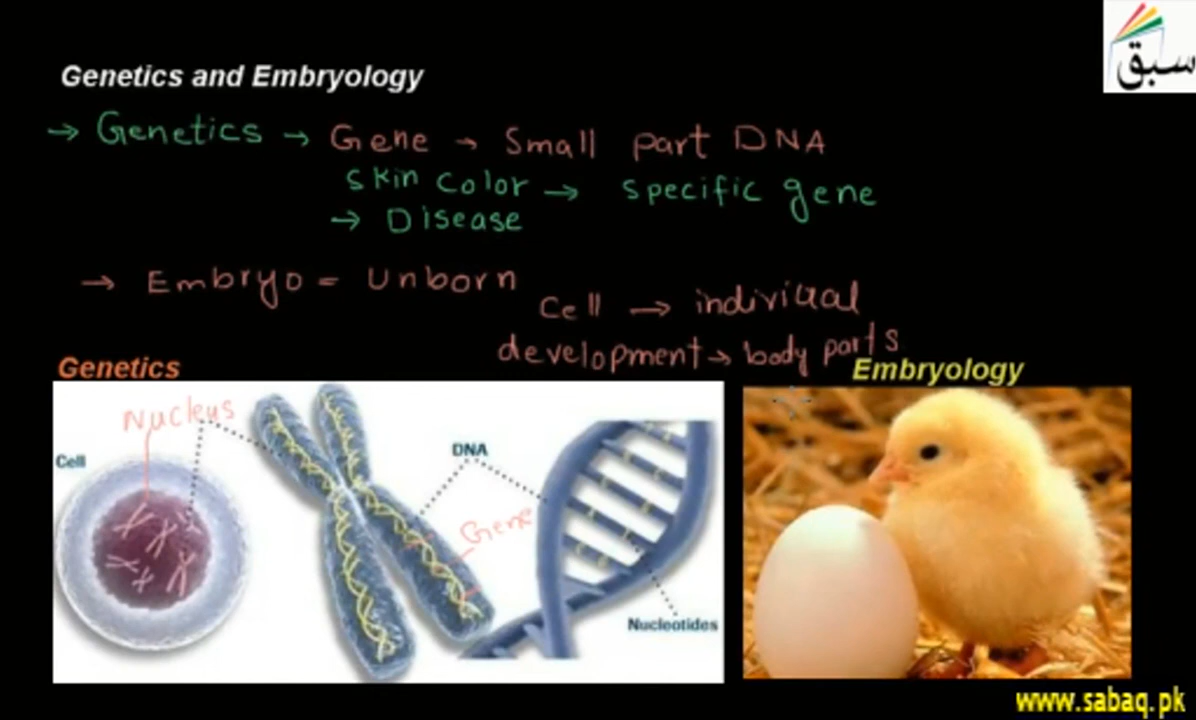 سبق
Genetics and Embryology
→ Genetics → Gene → Small part DNA
Skin color → Specific gene
→ Disease
→ Embryo = Unborn
Cell → indiviual
development → body parts
Genetics
Embryology
Nucleus
Cell
DNA
Gene
Nucleotides
www.sabaq.pk